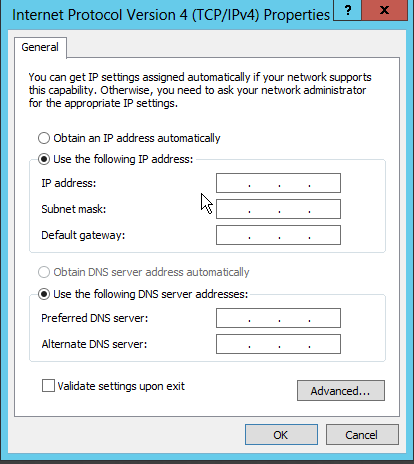 Internet Protocol Version 4 (TCP/IPv4) Properties ? x
General
You can get IP settings assigned automatically if your network supports
this capability. Otherwise, you need to ask your network administrator
for the appropriate IP settings.
Obtain an IP address automatically
Use the following IP address:
IP address: . . .
Subnet mask: . . .
Default gateway: . . .
Obtain DNS server address automatically
Use the following DNS server addresses:
Preferred DNS server: . . .
Alternate DNS server: . . .
Validate settings upon exit
Advanced...
OK Cancel